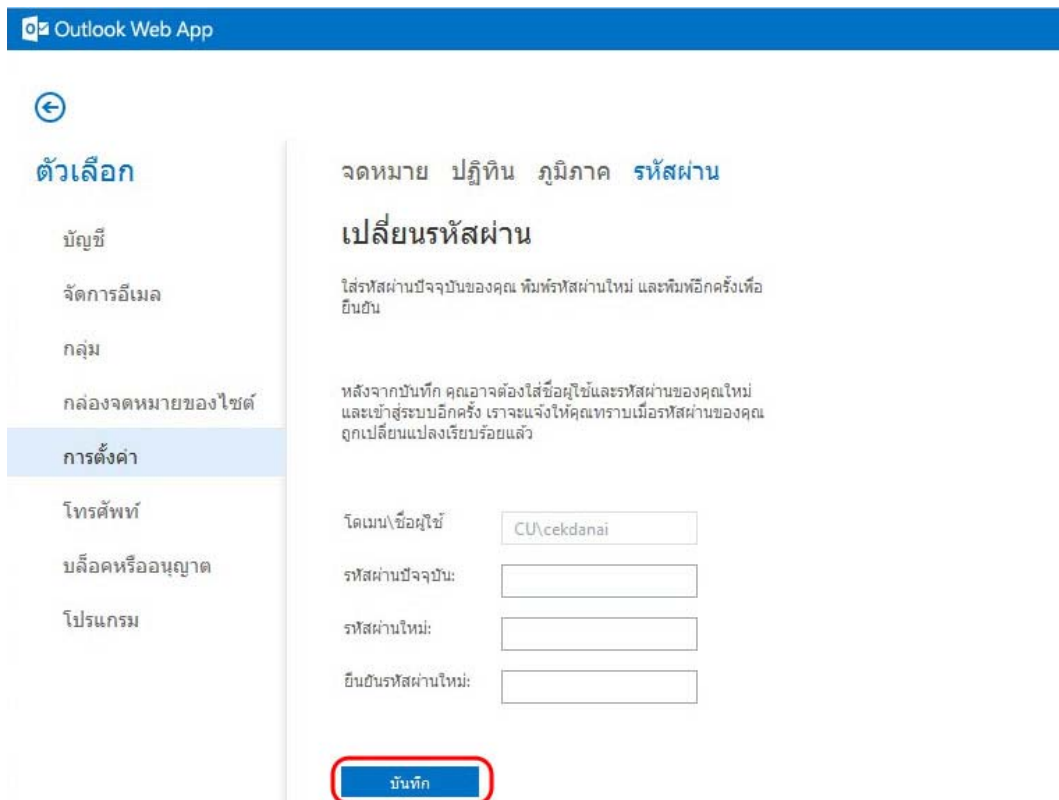 Outlook Web App
ตัวเลือก
บัญชี
จัดการอีเมล
กลุ่ม
กล่องจดหมายของไซต์
การตั้งค่า
โทรศัพท์
บล็อคหรืออนุญาต
โปรแกรม
จดหมาย ปฏิทิน ภูมิภาค รหัสผ่าน
เปลี่ยนรหัสผ่าน
ใส่รหัสผ่านปัจจุบันของคุณ พิมพ์รหัสผ่านใหม่ และพิมพ์อีกครั้งเพื่อ
ยืนยัน
หลังจากบันทึก คุณอาจต้องใส่ชื่อผู้ใช้และรหัสผ่านของคุณใหม่
และเข้าสู่ระบบอีกครั้ง เราจะแจ้งให้คุณทราบเมื่อรหัสผ่านของคุณ
ถูกเปลี่ยนแปลงเรียบร้อยแล้ว
โดเมน\ชื่อผู้ใช้ CU\cekdanai
รหัสผ่านปัจจุบัน:
รหัสผ่านใหม่:
ยืนยันรหัสผ่านใหม่:
บันทึก